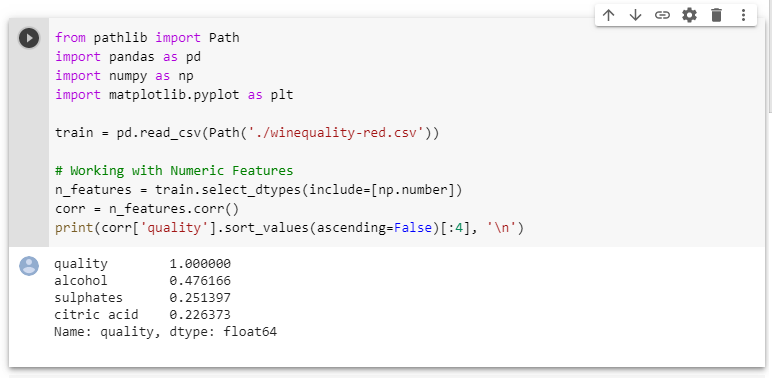 from pathlib import Path
import pandas as pd
import numpy as np
import matplotlib.pyplot as plt
train = pd.read_csv(Path('./winequality-red.csv'))
# Working with Numeric Features
n_features = train.select_dtypes(include=[np.number])
corr = n_features.corr()
print(corr['quality'].sort_values(ascending=False)[:4], '\n')
quality 1.000000
alcohol 0.476166
sulphates 0.251397
citric acid 0.226373
Name: quality, dtype: float64